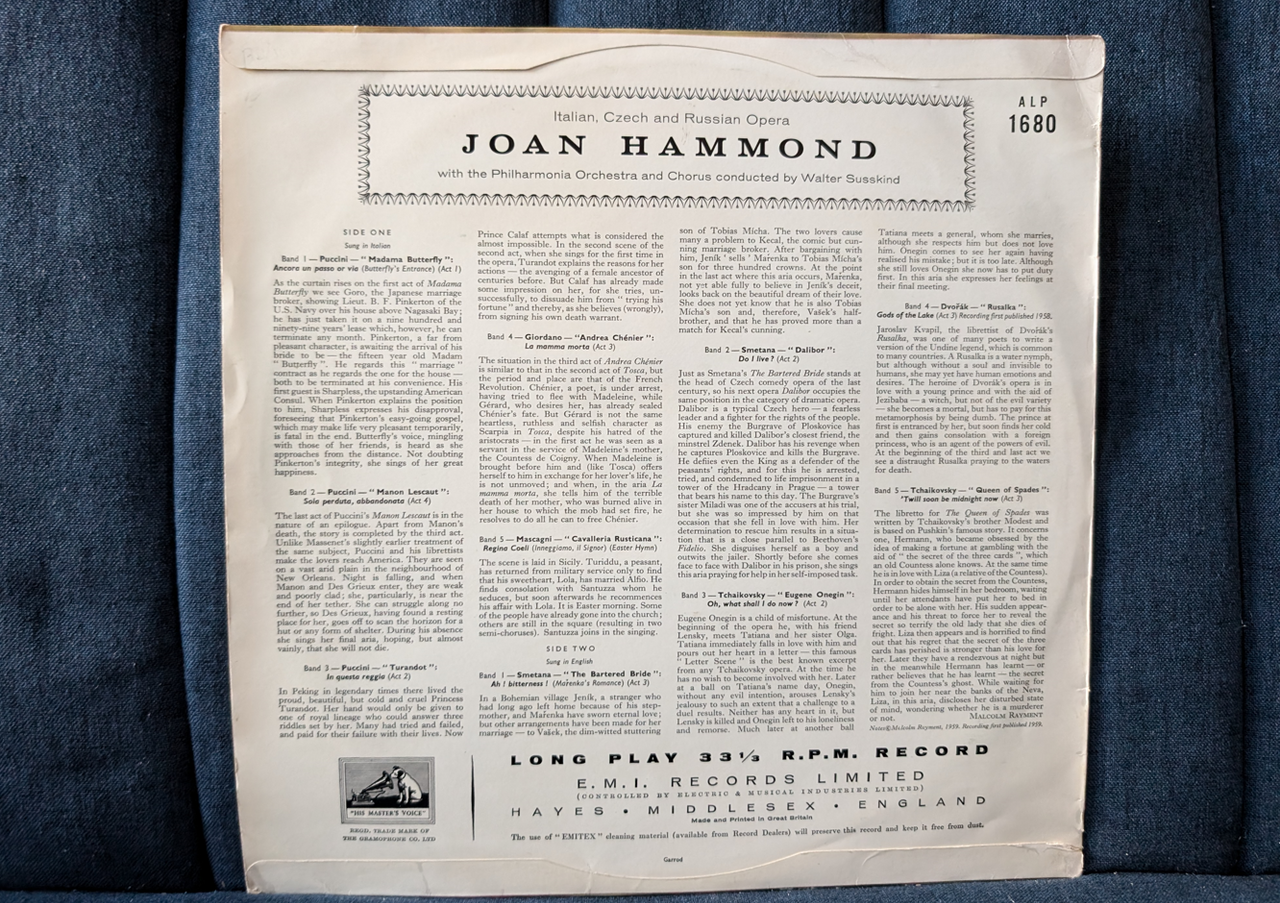 Italian, Czech and Russian Opera
JOAN HAMMOND
with the Philharmonia Orchestra and Chorus conducted by Walter Susskind
ALP
1680
SIDE ONE
Sung in Italian
Band 1 — Puccini — “ Madama Butterfly ”:
Ancora un passo or via (Butterfly's Entrance) (Act 1)
As the curtain rises on the first act of Madama
Butterfly we see Goro, the Japanese marriage
broker, showing Lieut. B. F. Pinkerton of the
U.S. Navy over his house above Nagasaki Bay;
he has just taken it on a nine hundred and
ninety-nine years' lease which, however, he can
terminate any month. Pinkerton, a far from
pleasant character, is awaiting the arrival of his
bride to be — the fifteen year old Madam
“ Butterfly ”. He regards this “ marriage ”
contract as he regards the one for the house —
both to be terminated at his convenience. His
first guest is Sharpless, the upstanding American
Consul. When Pinkerton explains the position
to him, Sharpless expresses his disapproval,
foreseeing that Pinkerton's easy-going gospel,
which may make life very pleasant temporarily,
is fatal in the end. Butterfly's voice, mingling
with those of her friends, is heard as she
approaches from the distance. Not doubting
Pinkerton's integrity, she sings of her great
happiness.
Band 2 — Puccini — “ Manon Lescaut ”:
Sola perduta, abbandonata (Act 4)
The last act of Puccini's Manon Lescaut is in the
nature of an epilogue. Apart from Manon's
death, the story is completed by the third act.
Unlike Massenet's slightly earlier treatment of
the same subject, Puccini and his librettists
make the lovers reach America. They are seen
on a vast arid plain in the neighbourhood of
New Orleans. Night is falling, and when
Manon and Des Grieux enter, they are weak
and poorly clad ; she, particularly, is near the
end of her tether. She can struggle along no
further, so Des Grieux, having found a resting
place for her, goes off to scan the horizon for a
hut or any form of shelter. During his absence
she sings her final aria, hoping, but almost
vainly, that she will not die.
Band 3 — Puccini — “ Turandot ”:
In questa reggia (Act 2)
In Peking in legendary times there lived the
proud, beautiful, but cold and cruel Princess
Turandot. Her hand would only be given to
one of royal lineage who could answer three
riddles set by her. Many had tried and failed,
and paid for their failure with their lives. Now
Prince Calaf attempts what is considered the
almost impossible. In the second scene of the
second act, when she sings for the first time in
the opera, Turandot explains the reasons for her
actions — the avenging of a female ancestor of
centuries before. But Calaf has already made
some impression on her, for she tries, un-
successfully, to dissuade him from “ trying his
fortune ” and thereby, as she believes (wrongly),
from signing his own death warrant.
Band 4 — Giordano — “Andrea Chénier ”:
La mamma morta (Act 3)
The situation in the third act of Andrea Chénier
is similar to that in the second act of Tosca, but
the period and place are that of the French
Revolution. Chénier, a poet, is under arrest,
having tried to flee with Madeleine, while
Gérard, who desires her, has already sealed
Chénier's fate. But Gérard is not the same
heartless, ruthless and selfish character as
Scarpia in Tosca, despite his hatred of the
aristocrats — in the first act he was seen as a
servant in the service of Madeleine's mother,
the Countess de Coigny. When Madeleine is
brought before him and (like Tosca) offers
herself to him in exchange for her lover's life, he
is not unmoved ; and when, in the aria La
mamma morta, she tells him of the terrible
death of her mother, who was burned alive in
her house to which the mob had set fire, he
resolves to do all he can to free Chénier.
Band 5 — Mascagni — “ Cavalleria Rusticana ”:
Regina Coeli (Inneggiamo, il Signor) (Easter Hymn)
The scene is laid in Sicily. Turiddu, a peasant,
has returned from military service only to find
that his sweetheart, Lola, has married Alfio. He
finds consolation with Santuzza whom he
seduces, but soon afterwards he recommences
his affair with Lola. It is Easter morning. Some
of the people have already gone into the church;
others are still in the square (resulting in two
semi-choruses). Santuzza joins in the singing.
SIDE TWO
Sung in English
Band 1 — Smetana — “ The Bartered Bride ”:
Ah ! bitterness ! (Mařenka's Romance) (Act 3)
In a Bohemian village Jeník, a stranger who
had long ago left home because of his step-
mother, and Mařenka have sworn eternal love;
but other arrangements have been made for her
marriage — to Vašek, the dim-witted stuttering
son of Tobias Mícha. The two lovers cause
many a problem to Kecal, the comic but cun-
ning marriage broker. After bargaining with
him, Jeník ‘ sells ’ Mařenka to Tobias Mícha's
son for three hundred crowns. At the point
in the last act where this aria occurs, Mařenka,
not yet able fully to believe in Jeník's deceit,
looks back on the beautiful dream of their love.
She does not yet know that he is also Tobias
Mícha's son and, therefore, Vašek's half-
brother, and that he has proved more than a
match for Kecal's cunning.
Band 2 — Smetana — “ Dalibor ”:
Do I live ? (Act 2)
Just as Smetana's The Bartered Bride stands at
the head of Czech comedy opera of the last
century, so his next opera Dalibor occupies the
same position in the category of dramatic opera.
Dalibor is a typical Czech hero — a fearless
leader and a fighter for the rights of the people.
His enemy the Burgrave of Ploskovice has
captured and killed Dalibor's closest friend, the
minstrel Zdenek. Dalibor has his revenge when
he captures Ploskovice and kills the Burgrave.
He defies even the King as a defender of the
peasants' rights, and for this he is arrested,
tried, and condemned to life imprisonment in a
tower of the Hradcany in Prague — a tower
that bears his name to this day. The Burgrave's
sister Miladi was one of the accusers at his trial,
but she was so impressed by him on that
occasion that she fell in love with him. Her
determination to rescue him results in a situa-
tion that is a close parallel to Beethoven's
Fidelio. She disguises herself as a boy and
outwits the jailer. Shortly before she comes
face to face with Dalibor in his prison, she sings
this aria praying for help in her self-imposed task.
Band 3 — Tchaikovsky — “ Eugene Onegin ”:
Oh, what shall I do now ? (Act 2)
Eugene Onegin is a child of misfortune. At the
beginning of the opera he, with his friend
Lensky, meets Tatiana and her sister Olga.
Tatiana immediately falls in love with him and
pours out her heart in a letter — this famous
“ Letter Scene ” is the best known excerpt
from any Tchaikovsky opera. At the time he
has no wish to become involved with her. Later
at a ball on Tatiana's name day, Onegin,
without any evil intention, arouses Lensky's
jealousy to such an extent that a challenge to a
duel results. Neither has any heart in it, but
Lensky is killed and Onegin left to his loneliness
and remorse. Much later at another ball
Tatiana meets a general, whom she marries,
although she respects him but does not love
him. Onegin comes to see her again having
realised his mistake ; but it is too late. Although
she still loves Onegin she now has to put duty
first. In this aria she expresses her feelings at
their final meeting.
Band 4 — Dvořák — “ Rusalka ”:
Gods of the Lake (Act 3) Recording first published 1958.
Jaroslav Kvapil, the librettist of Dvořák's
Rusalka, was one of many poets to write a
version of the Undine legend, which is common
to many countries. A Rusalka is a water nymph,
but although without a soul and invisible to
humans, she may yet have human emotions and
desires. The heroine of Dvořák's opera is in
love with a young prince and with the aid of
Jezibaba — a witch, but not of the evil variety
— she becomes a mortal, but has to pay for this
metamorphosis by being dumb. The prince at
first is entranced by her, but soon finds her cold
and then gains consolation with a foreign
princess, who is an agent of the powers of evil.
At the beginning of the third and last act we
see a distraught Rusalka praying to the waters
for death.
Band 5 — Tchaikovsky — “ Queen of Spades ”:
'Twill soon be midnight now (Act 3)
The libretto for The Queen of Spades was
written by Tchaikovsky's brother Modest and
is based on Pushkin's famous story. It concerns
one, Hermann, who became obsessed by the
idea of making a fortune at gambling with the
aid of “ the secret of the three cards ”, which
an old Countess alone knows. At the same time
he is in love with Liza (a relative of the Countess).
In order to obtain the secret from the Countess,
Hermann hides himself in her bedroom, waiting
until her attendants have put her to bed in
order to be alone with her. His sudden appear-
ance and his threat to force her to reveal the
secret so terrify the old lady that she dies of
fright. Liza then appears and is horrified to find
out that his regret that the secret of the three
cards has perished is stronger than his love for
her. Later they have a rendezvous at night but
in the meanwhile Hermann has learnt — or
rather believes that he has learnt — the secret
from the Countess's ghost. While waiting for
him to join her near the banks of the Neva,
Liza, in this aria, discloses her disturbed state
of mind, wondering whether he is a murderer
or not. MALCOLM RAYMENT
Notes © Malcolm Rayment, 1959. Recording first published 1959.
“HIS MASTER'S VOICE”
REGD. TRADE MARK OF
THE GRAMOPHONE CO. LTD
LONG PLAY 33⅓ R.P.M. RECORD
E.M.I. RECORDS LIMITED
(CONTROLLED BY ELECTRIC & MUSICAL INDUSTRIES LIMITED)
HAYES • MIDDLESEX • ENGLAND
Made and Printed in Great Britain
The use of “ EMITEX ” cleaning material (available from Record Dealers) will preserve this record and keep it free from dust.
Garrod